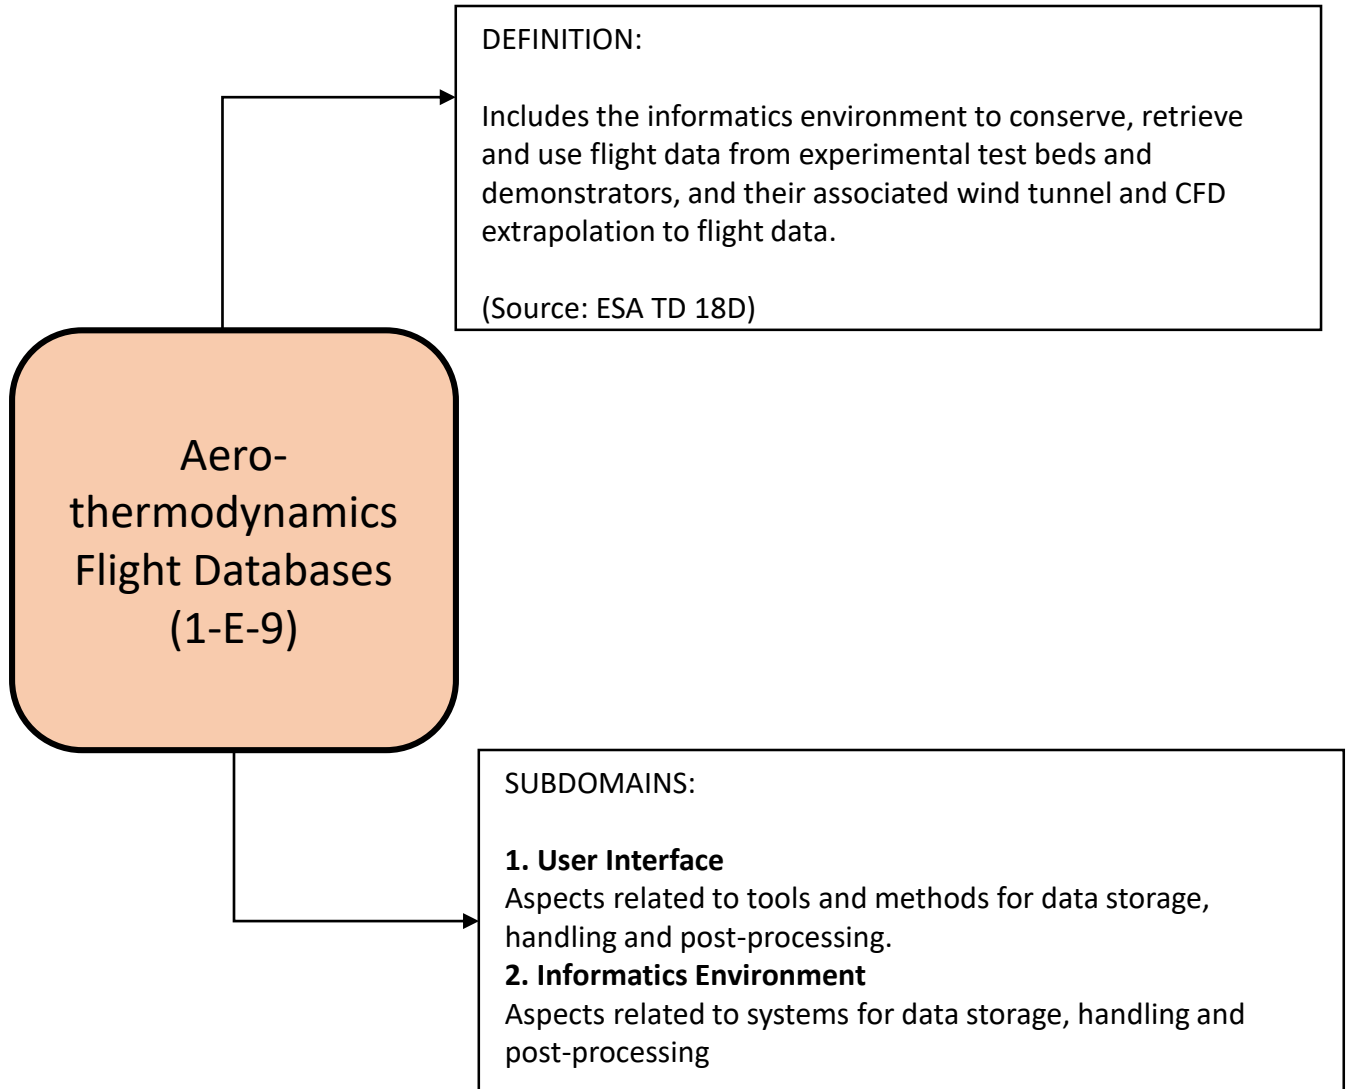 DEFINITION:
Includes the informatics environment to conserve, retrieve
and use flight data from experimental test beds and
demonstrators, and their associated wind tunnel and CFD
extrapolation to flight data.
(Source: ESA TD 18D)
Aero-
thermodynamics
Flight Databases
(1-E-9)
SUBDOMAINS:
1. User Interface
Aspects related to tools and methods for data storage,
handling and post-processing.
2. Informatics Environment
Aspects related to systems for data storage, handling and
post-processing